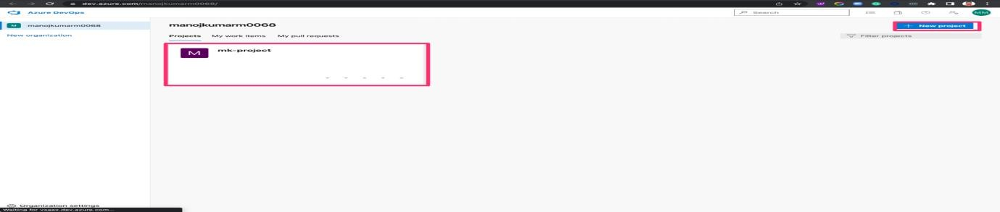 dev.azure.com/manojkumarm0068/
Azure DevOps
Search
MM
M manojkumarm0068
New organization
manojkumarm0068
+ New project
Projects My work items My pull requests
Filter projects
M mk-project
Organization settings
Waiting for vssex.dev.azure.com...